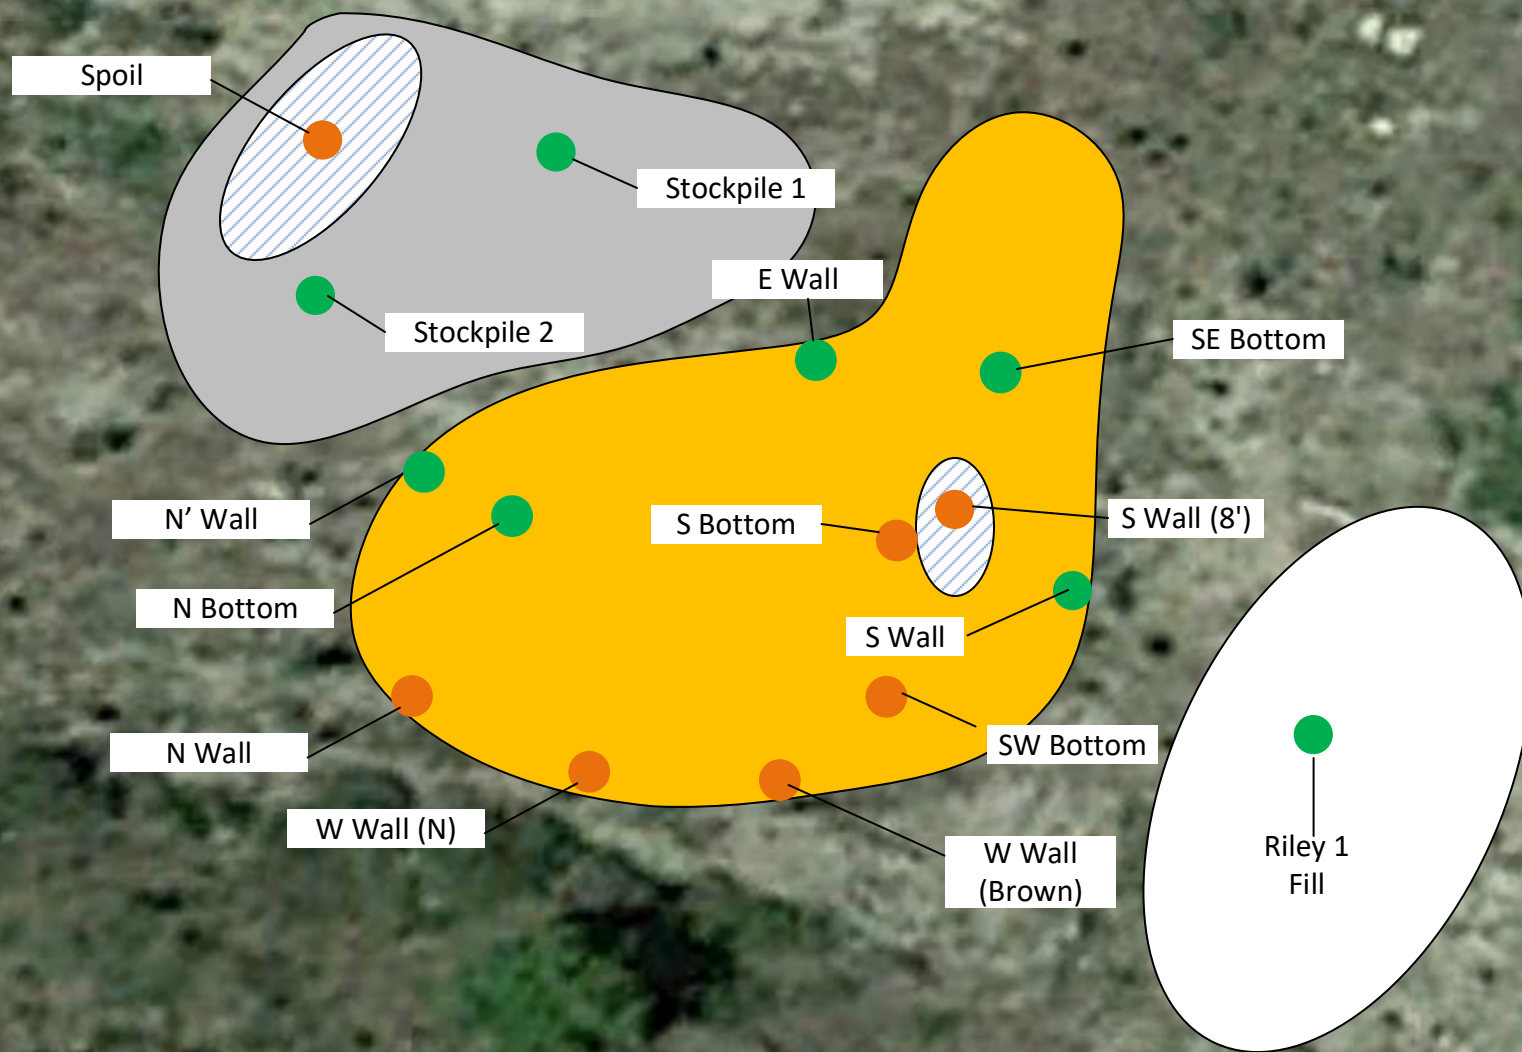 Spoil
Stockpile 1
E Wall
Stockpile 2
SE Bottom
N’ Wall
S Bottom
S Wall (8')
N Bottom
S Wall
N Wall
SW Bottom
W Wall (N)
W Wall
(Brown)
Riley 1
Fill